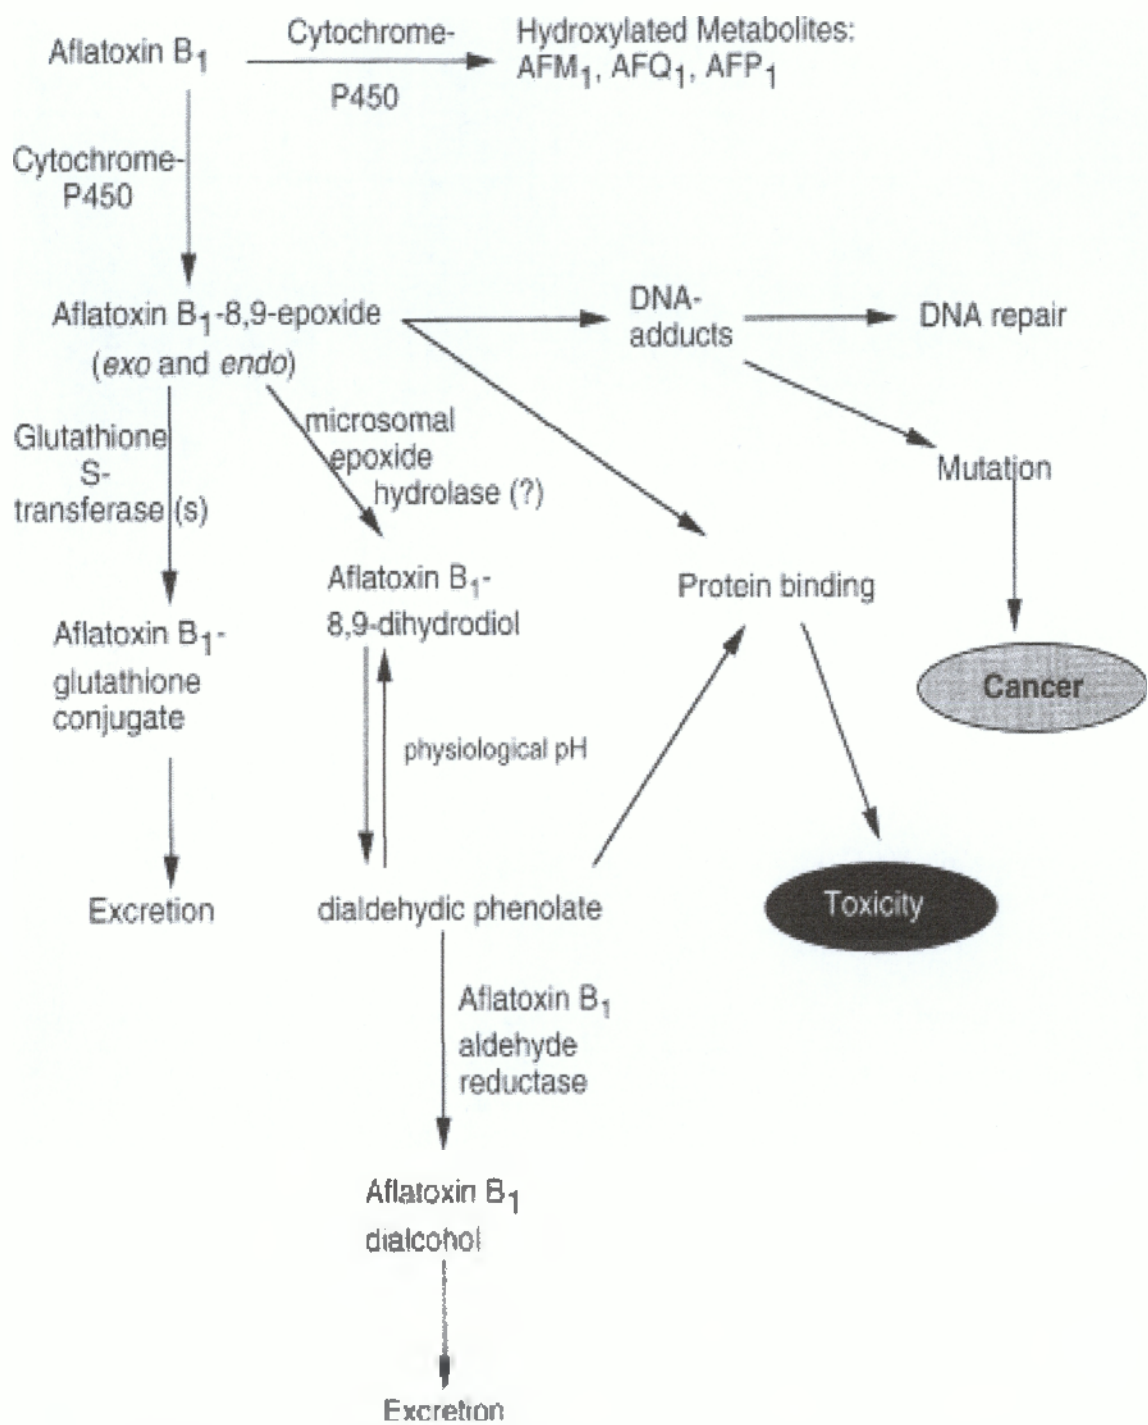 Aflatoxin B1
Cytochrome-
P450
Hydroxylated Metabolites:
AFM1, AFQ1, AFP1
Cytochrome-
P450
Aflatoxin B1-8,9-epoxide
(exo and endo)
DNA-
adducts
DNA repair
Mutation
Cancer
Glutathione
S-
transferase (s)
microsomal
epoxide
hydrolase (?)
Aflatoxin B1-
8,9-dihydrodiol
Protein binding
Aflatoxin B1-
glutathione
conjugate
physiological pH
Excretion
dialdehydic phenolate
Toxicity
Aflatoxin B1
aldehyde
reductase
Aflatoxin B1
dialcohol
Excretion